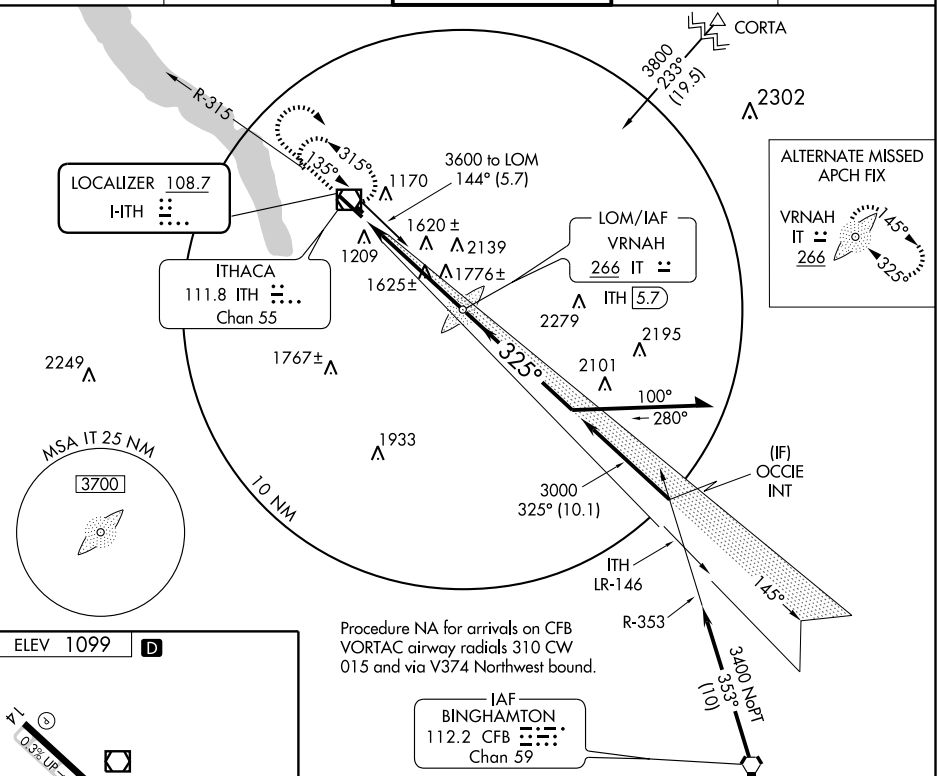 CORTA
3800
233°
(19.5)
2302
R-315
315°
135°
3600 to LOM
144° (5.7)
LOCALIZER 108.7
I-ITH
1170
ALTERNATE MISSED
APCH FIX
VRNAH
IT
266
145°
325°
LOM/IAF
VRNAH
266 IT
ITH 5.7
1620 ±
2139
1209
1625±
1776±
ITHACA
111.8 ITH
Chan 55
2279
2195
2249
1767±
325°
2101
100°
280°
MSA IT 25 NM
3700
1933
(IF)
OCCIE
INT
3000
325° (10.1)
10 NM
ITH
LR-146
145°
R-353
ELEV 1099 D
Procedure NA for arrivals on CFB
VORTAC airway radials 310 CW
015 and via V374 Northwest bound.
3400 NoPT
353°
(10)
IAF
BINGHAMTON
112.2 CFB
Chan 59
14
P
0.3% UP